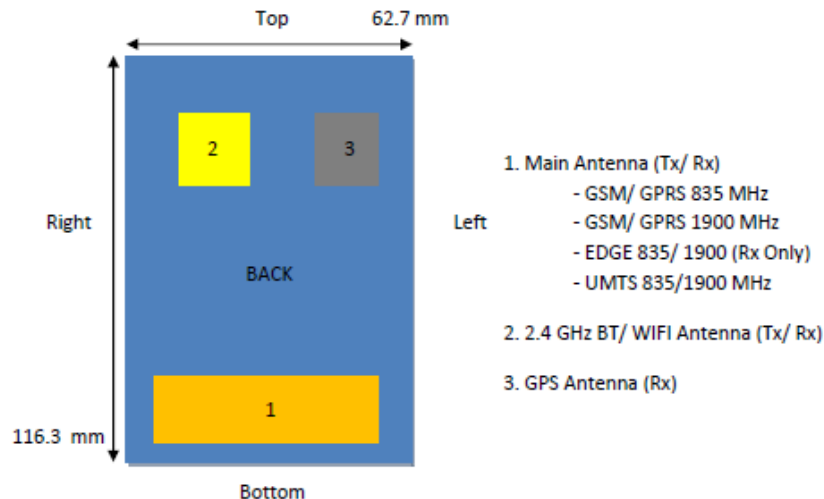 Top
62.7 mm
2
3
1. Main Antenna (Tx/ Rx)
- GSM/ GPRS 835 MHz
- GSM/ GPRS 1900 MHz
- EDGE 835/ 1900 (Rx Only)
- UMTS 835/1900 MHz
Right
Left
BACK
2. 2.4 GHz BT/ WIFI Antenna (Tx/ Rx)
3. GPS Antenna (Rx)
1
116.3 mm
Bottom